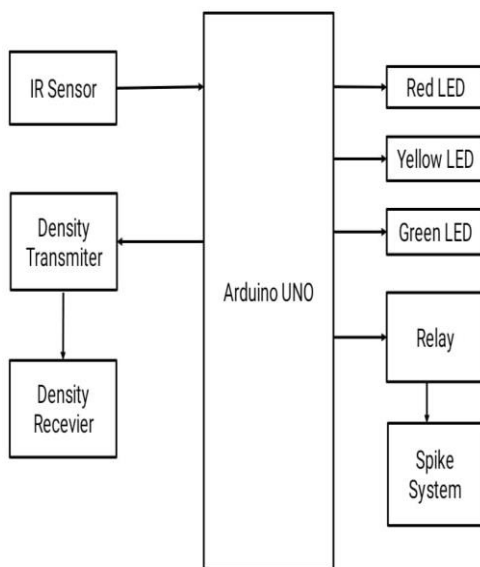 IR Sensor
Density
Transmiter
Density
Recevier
Arduino UNO
Red LED
Yellow LED
Green LED
Relay
Spike
System